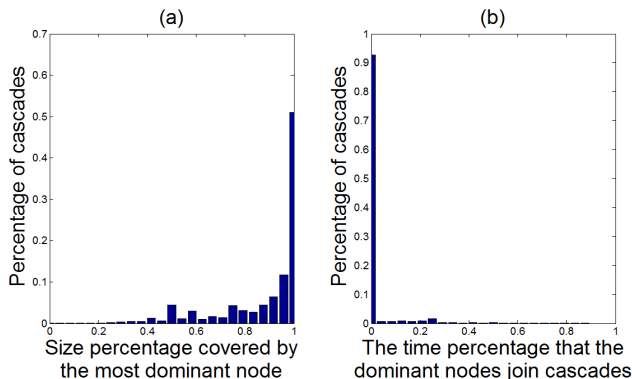 (a)
0.7
0.6
0.5
0.4
0.3
0.2
0.1
0
0 0.2 0.4 0.6 0.8 1
Percentage of cascades
Size percentage covered by
the most dominant node
(b)
1
0.9
0.8
0.7
0.6
0.5
0.4
0.3
0.2
0.1
0
0 0.2 0.4 0.6 0.8 1
Percentage of cascades
The time percentage that the
dominant nodes join cascades